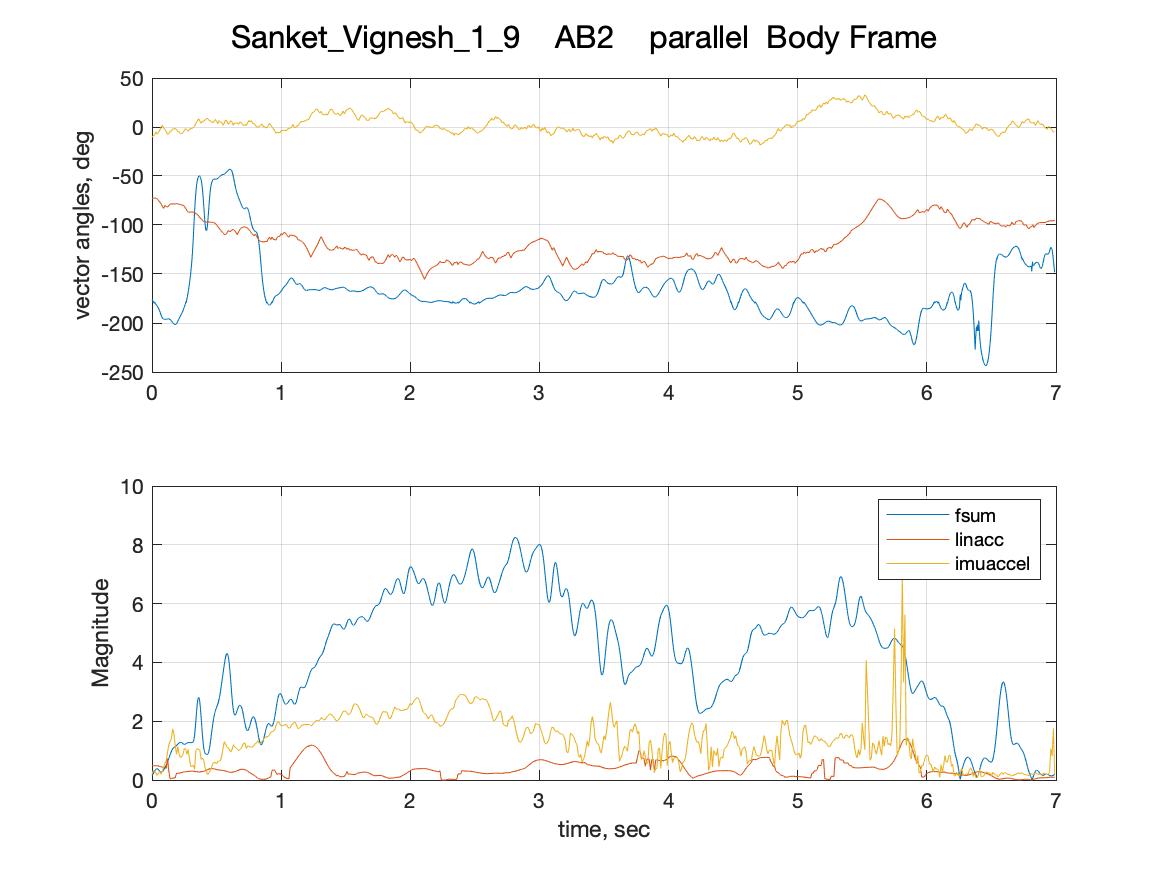 Sanket_Vignesh_1_9 AB2 parallel Body Frame
50
0
-50
-100
-150
-200
-250
vector angles, deg
0 1 2 3 4 5 6 7
10
8
6
4
2
0
Magnitude
fsum
linacc
imuaccel
0 1 2 3 4 5 6 7
time, sec